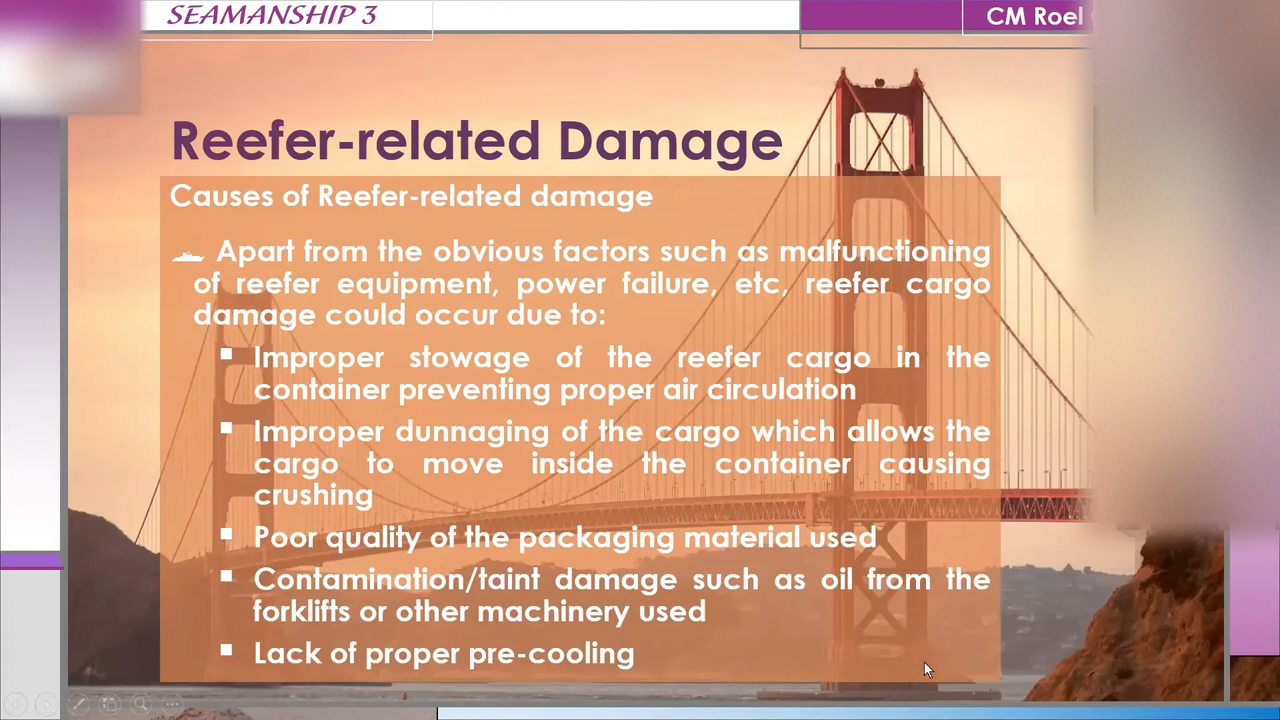 SEAMANSHIP 3
CM Roel
Reefer-related Damage
Causes of Reefer-related damage
Apart from the obvious factors such as malfunctioning
of reefer equipment, power failure, etc, reefer cargo
damage could occur due to:
▪ Improper stowage of the reefer cargo in the
container preventing proper air circulation
▪ Improper dunnaging of the cargo which allows the
cargo to move inside the container causing
crushing
▪ Poor quality of the packaging material used
▪ Contamination/taint damage such as oil from the
forklifts or other machinery used
▪ Lack of proper pre-cooling